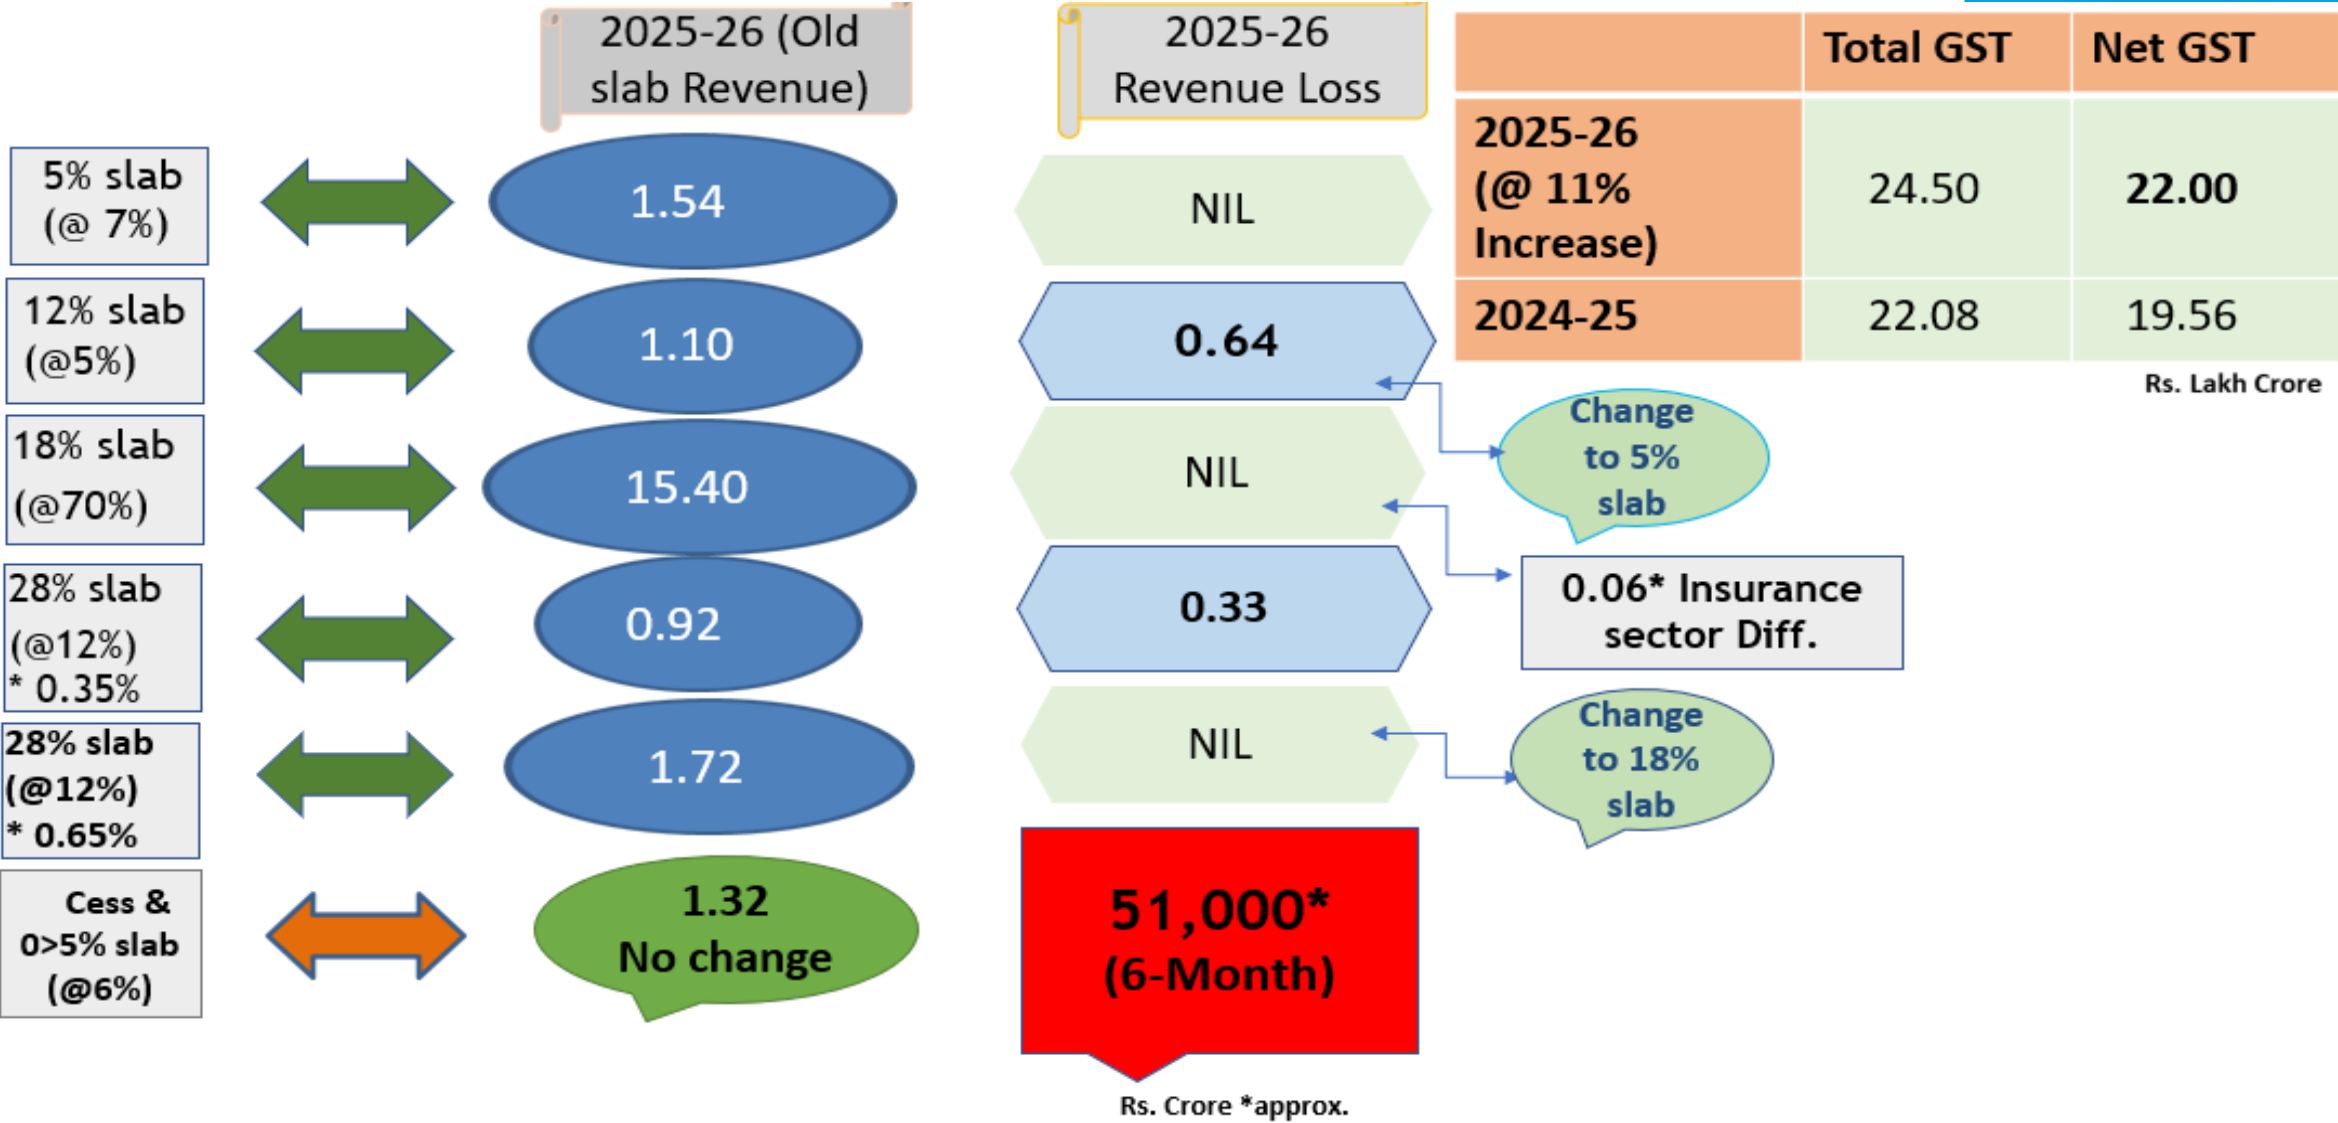 2025-26 (Old
slab Revenue)
2025-26
Revenue Loss
Total GST
Net GST
2025-26
(@ 11%
Increase)
24.50
22.00
2024-25
22.08
19.56
Rs. Lakh Crore
5% slab
(@ 7%)
1.54
NIL
12% slab
(@5%)
1.10
0.64
Change
to 5%
slab
18% slab
(@70%)
15.40
NIL
0.06* Insurance
sector Diff.
28% slab
(@12%)
* 0.35%
0.92
0.33
28% slab
(@12%)
* 0.65%
1.72
NIL
Change
to 18%
slab
Cess &
0>5% slab
(@6%)
1.32
No change
51,000*
(6-Month)
Rs. Crore *approx.